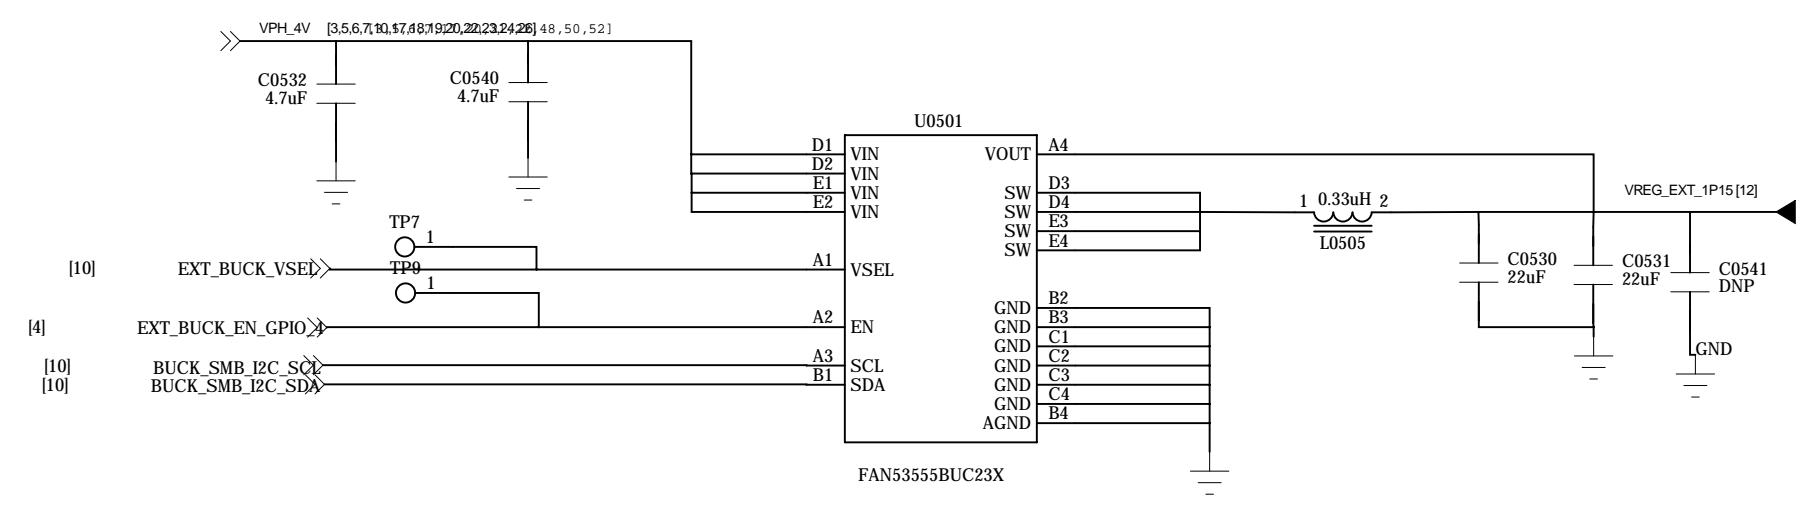 VPH_4V
48,50,52]
C0532
4.7uF
C0540
4.7uF
U0501
D1 VIN
D2 VIN
E1 VIN
E2 VIN
VOUT A4
SW D3
SW D4
SW E3
SW E4
1 0.33uH 2
L0505
VREG_EXT_1P15 [12]
TP7
1
[10] EXT_BUCK_VSEL
A1 VSEL
TP9
1
[4] EXT_BUCK_EN_GPIO_4
A2 EN
[10] BUCK_SMB_I2C_SCL
A3 SCL
[10] BUCK_SMB_I2C_SDA
B1 SDA
GND B2
GND B3
GND C1
GND C2
GND C3
GND C4
AGND B4
C0530
22uF
C0531
22uF
C0541
DNP
GND
FAN53555BUC23X